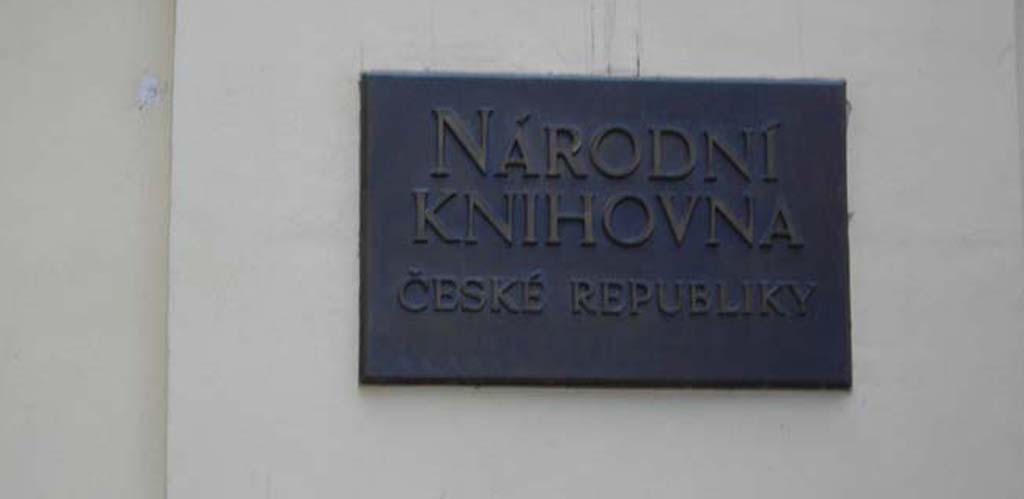 NÁRODNÍ
KNIHOVNA
ČESKÉ REPUBLIKY